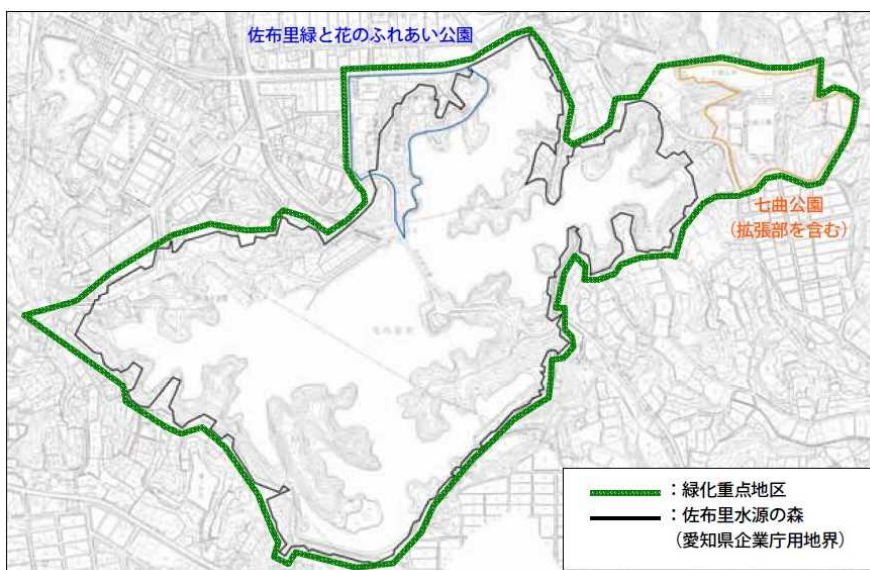 佐布里緑と花のふれあい公園
七曲公園
（拡張部を含む）
：緑化重点地区
：佐布里水源の森
（愛知県企業庁用地界）